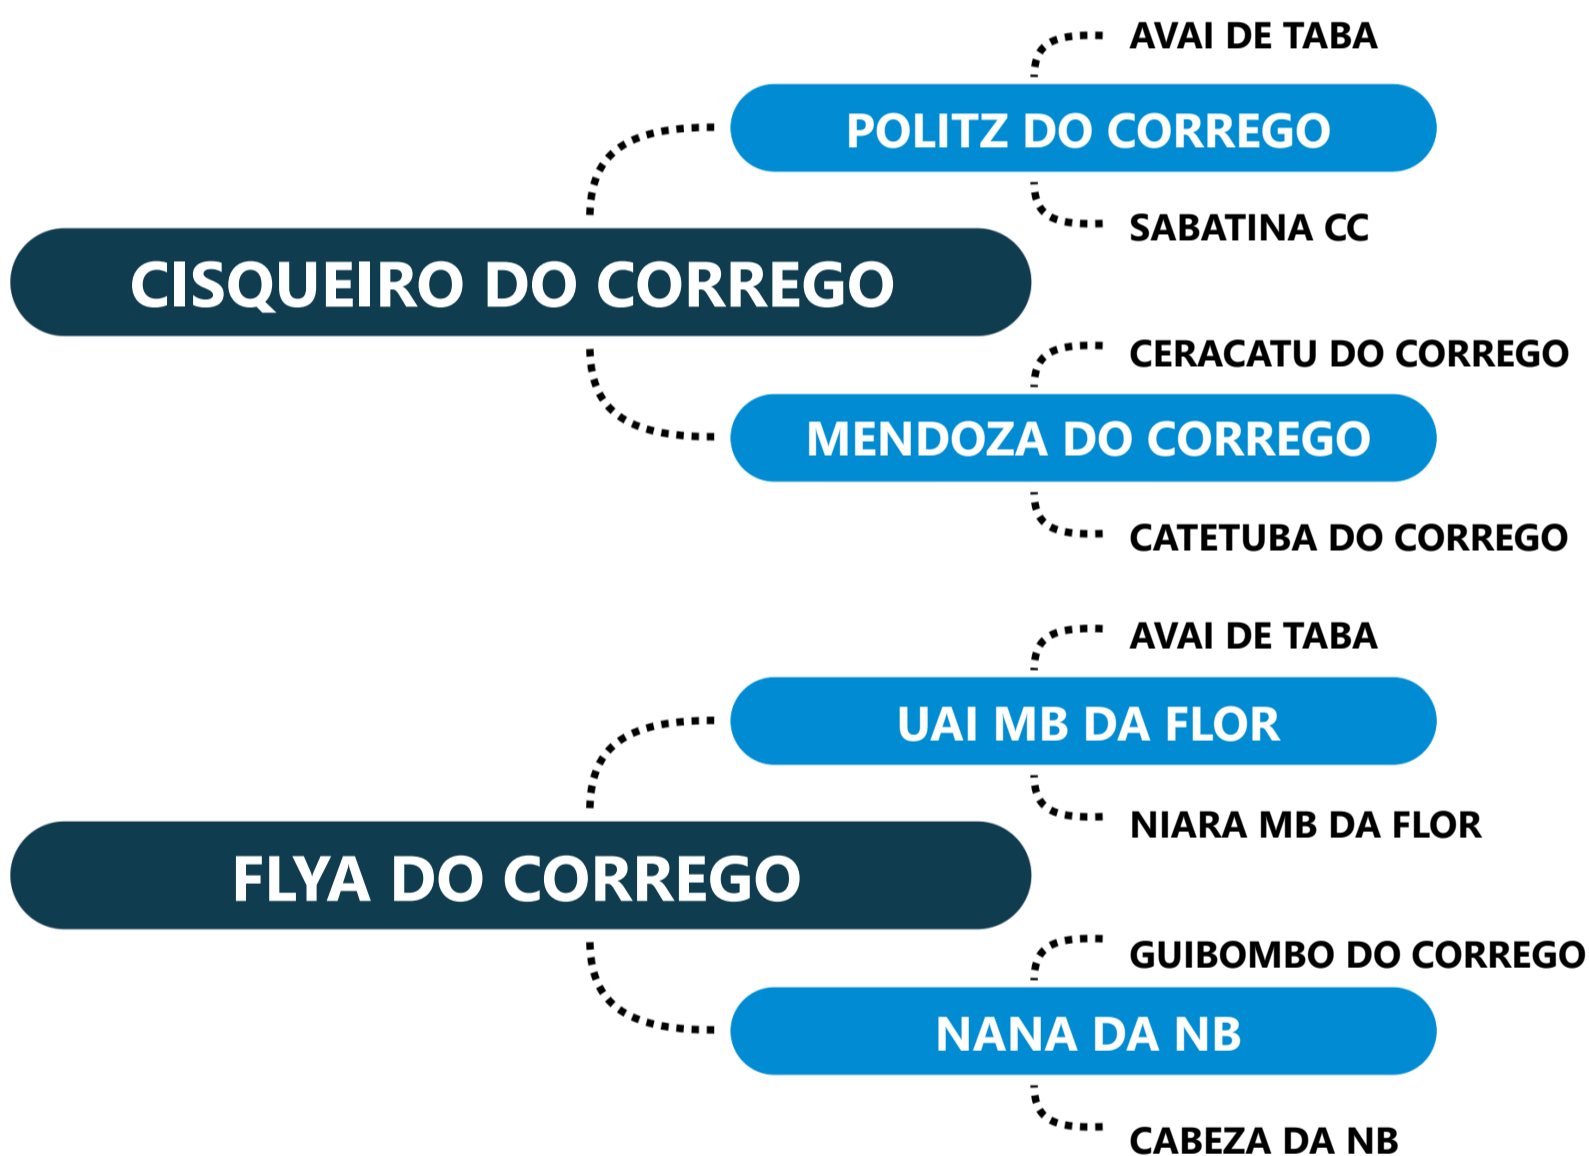 AVAI DE TABA
POLITZ DO CORREGO
SABATINA CC
CISQUEIRO DO CORREGO
CERACATU DO CORREGO
MENDOZA DO CORREGO
CATETUBA DO CORREGO
AVAI DE TABA
UAI MB DA FLOR
NIARA MB DA FLOR
FLYA DO CORREGO
GUIBOMBO DO CORREGO
NANA DA NB
CABEZA DA NB